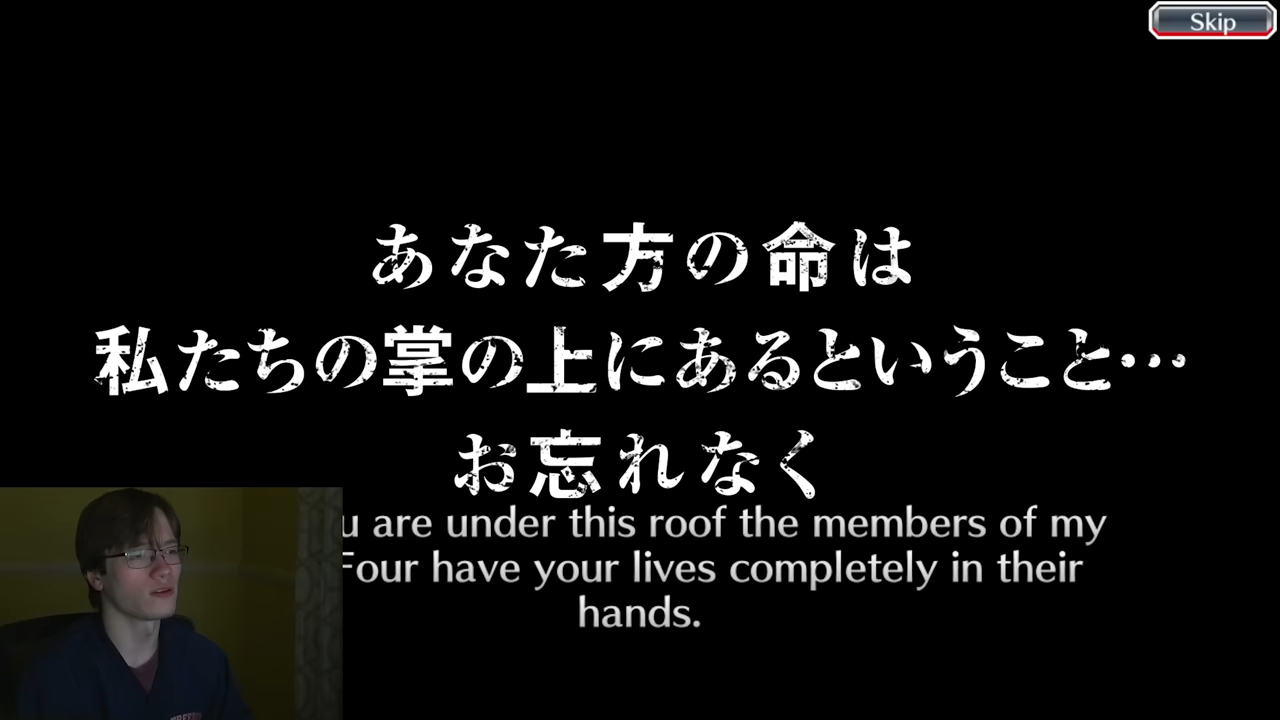 Skip
あなた方の命は
私たちの掌の上にあるということ…
お忘れなく
are under this roof the members of my
Four have your lives completely in their
hands.